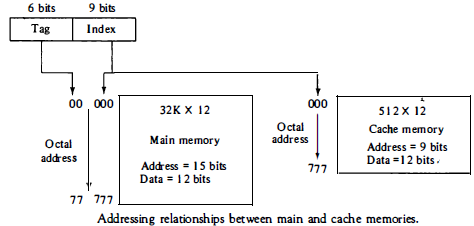 6 bits 9 bits
Tag Index
00 000
32K X 12
Main memory
Address = 15 bits
Data = 12 bits
Octal
address
77 777
000
Octal
address
777
512 X 12
Cache memory
Address = 9 bits
Data =12 bits.
Addressing relationships between main and cache memories.